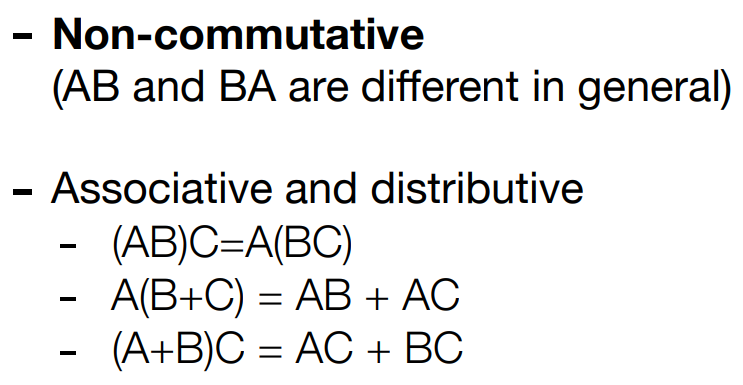 - Non-commutative
(AB and BA are different in general)
- Associative and distributive
- (AB)C=A(BC)
- A(B+C) = AB + AC
- (A+B)C = AC + BC